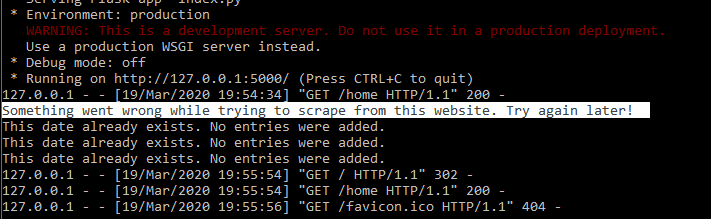 Serving Flask app "index.py"
* Environment: production
WARNING: This is a development server. Do not use it in a production deployment.
Use a production WSGI server instead.
* Debug mode: off
* Running on http://127.0.0.1:5000/ (Press CTRL+C to quit)
127.0.0.1 - - [19/Mar/2020 19:54:34] "GET /home HTTP/1.1" 200 -
Something went wrong while trying to scrape from this website. Try again later!
This date already exists. No entries were added.
This date already exists. No entries were added.
This date already exists. No entries were added.
127.0.0.1 - - [19/Mar/2020 19:55:54] "GET / HTTP/1.1" 302 -
127.0.0.1 - - [19/Mar/2020 19:55:54] "GET /home HTTP/1.1" 200 -
127.0.0.1 - - [19/Mar/2020 19:55:56] "GET /favicon.ico HTTP/1.1" 404 -